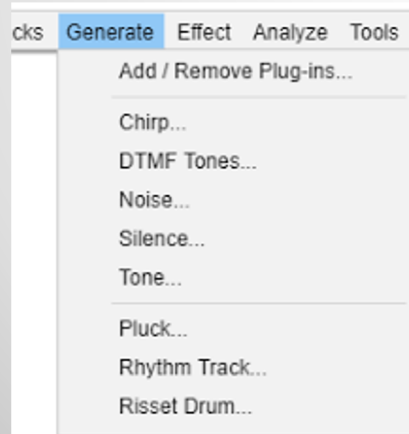 cks Generate Effect Analyze Tools
Add / Remove Plug-ins...
Chirp...
DTMF Tones...
Noise...
Silence...
Tone...
Pluck...
Rhythm Track...
Risset Drum...